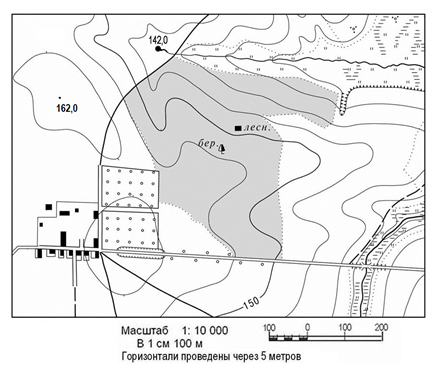 142,0
162,0
лесн.
бер.
150
Масштаб 1: 10 000
В 1 см 100 м
100 0 100 200
Горизонтали проведены через 5 метров